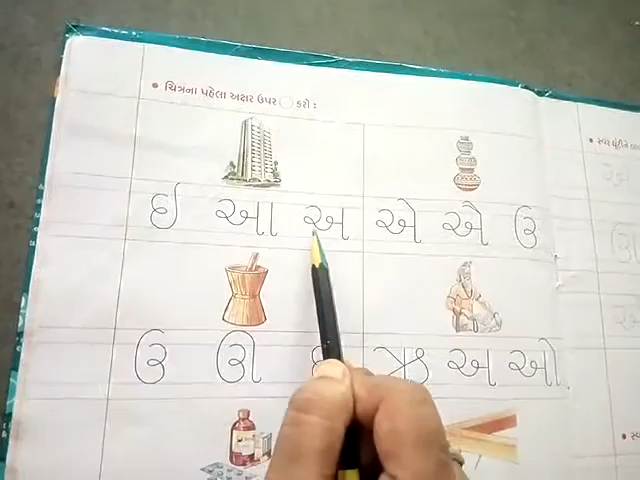 • ચિત્રના પહેલા અક્ષર ઉપર ○ કરો :
ઇ આ અ એ ઐ ઉ
ઉ ઊ ઋ અ ઓ